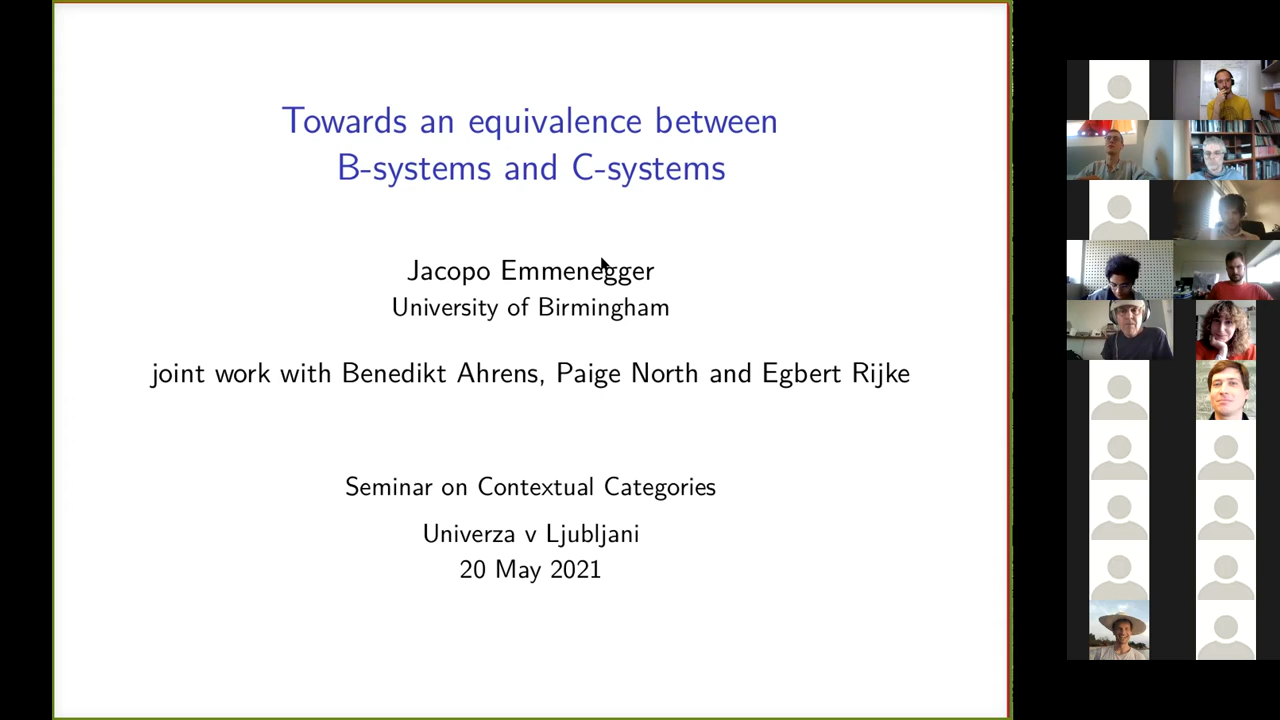 Towards an equivalence between
B-systems and C-systems
Jacopo Emmenegger
University of Birmingham
joint work with Benedikt Ahrens, Paige North and Egbert Rijke
Seminar on Contextual Categories
Univerza v Ljubljani
20 May 2021